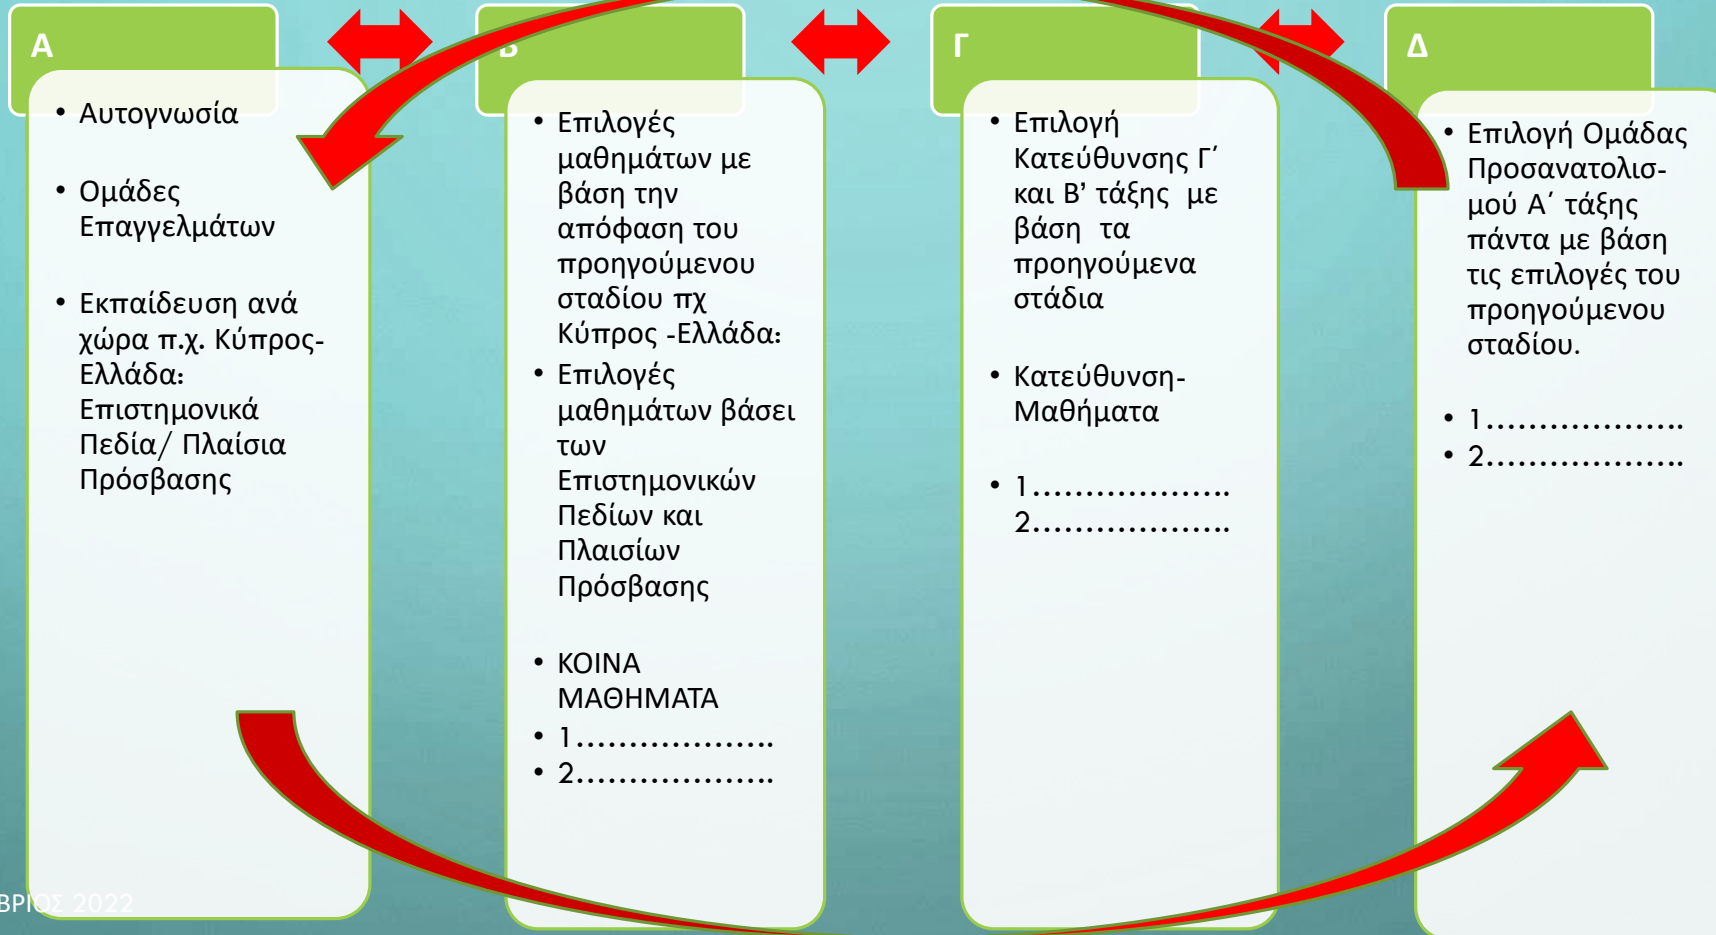 Α
• Αυτογνωσία
• Ομάδες
Επαγγελμάτων
• Εκπαίδευση ανά
χώρα π.χ. Κύπρος-
Ελλάδα:
Επιστημονικά
Πεδία/ Πλαίσια
Πρόσβασης
Β
• Επιλογές
μαθημάτων με
βάση την
απόφαση του
προηγούμενου
σταδίου πχ
Κύπρος -Ελλάδα:
• Επιλογές
μαθημάτων βάσει
των
Επιστημονικών
Πεδίων και
Πλαισίων
Πρόσβασης
• ΚΟΙΝΑ
ΜΑΘΗΜΑΤΑ
• 1...................
• 2...................
Γ
• Επιλογή
Κατεύθυνσης Γ΄
και Β’ τάξης με
βάση τα
προηγούμενα
στάδια
• Κατεύθυνση-
Μαθήματα
• 1...................
2...................
Δ
• Επιλογή Ομάδας
Προσανατολισ-
μού Α΄ τάξης
πάντα με βάση
τις επιλογές του
προηγούμενου
σταδίου.
• 1...................
• 2...................
ΒΡΙΟΣ 2022